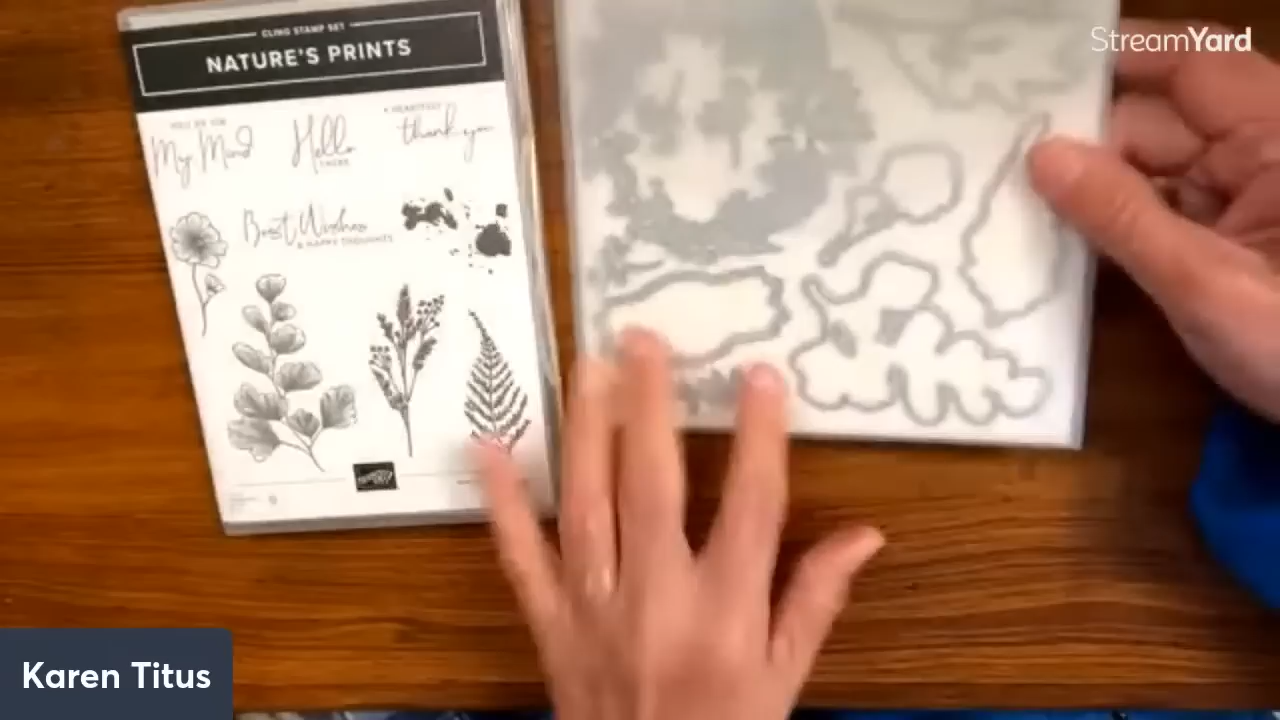 CLING STAMP SET
NATURE'S PRINTS
YOU'RE ON
My Mind
Hello
THERE
A HEARTFELT
thank you
Best Wishes
& HAPPY THOUGHTS
StreamYard
Karen Titus